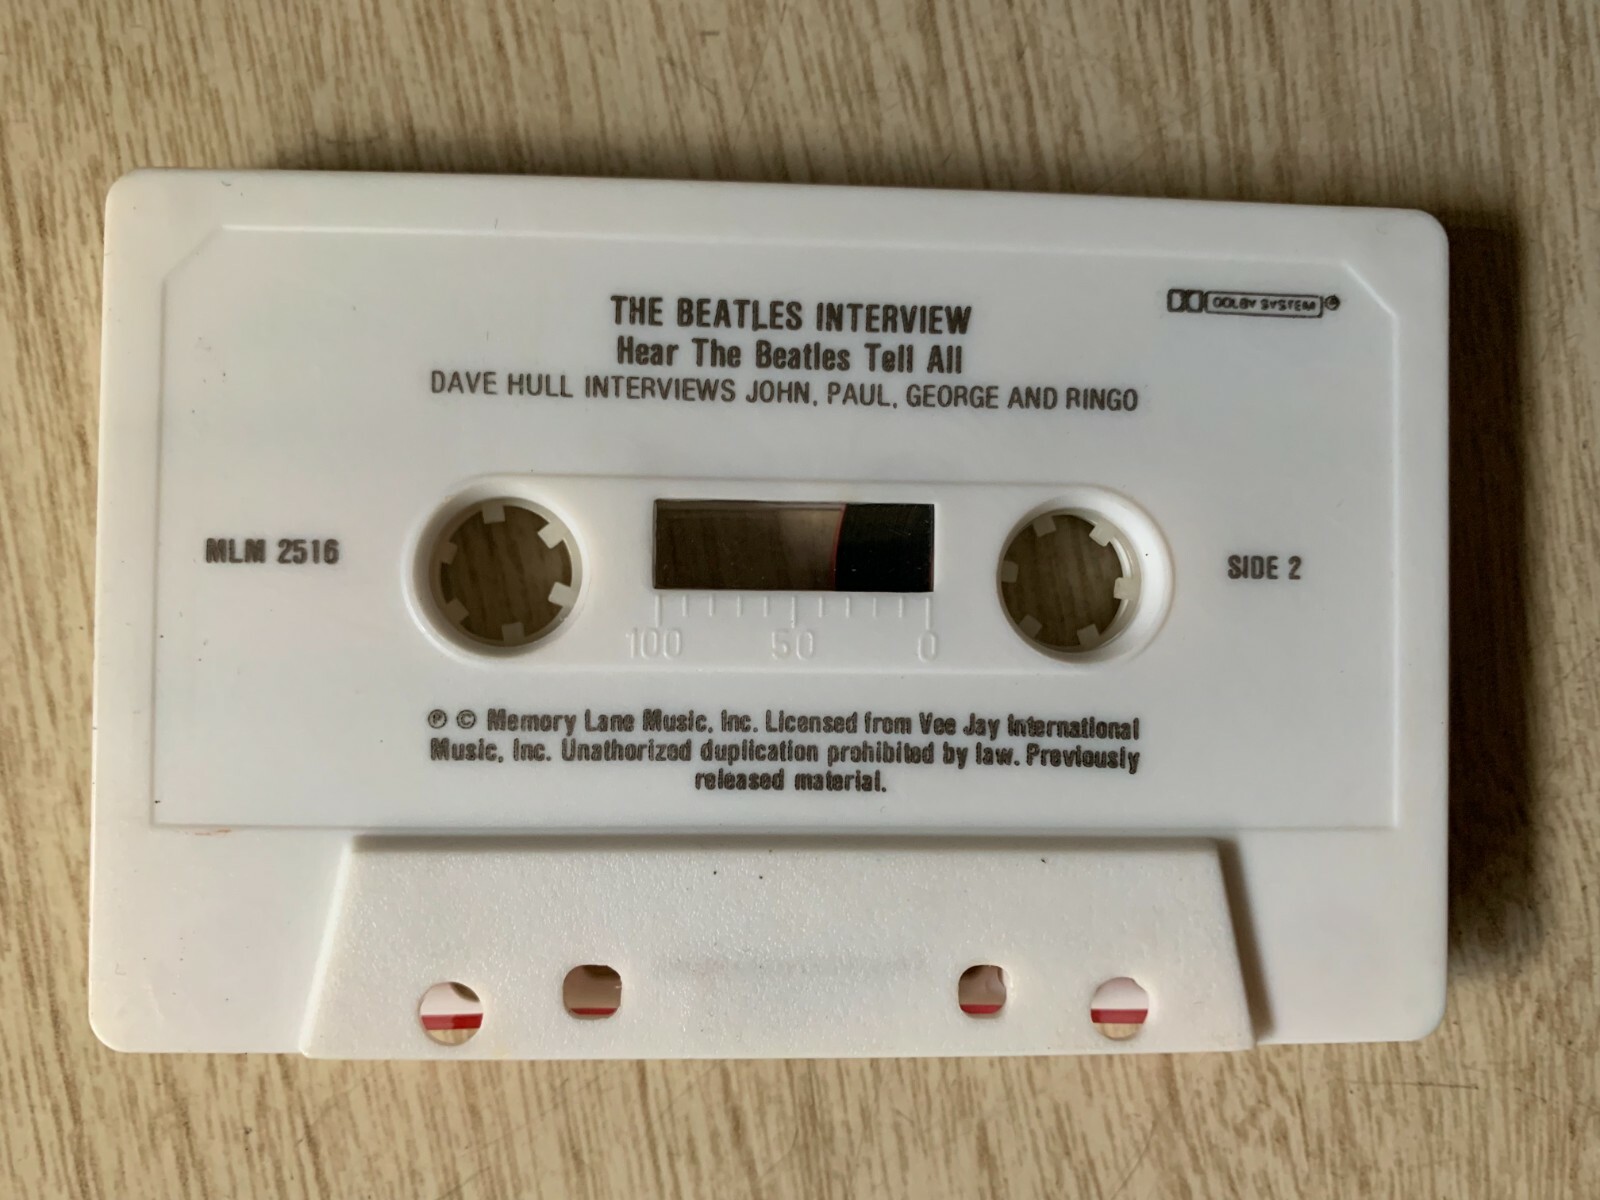 THE BEATLES INTERVIEW
Hear The Beatles Tell All
DAVE HULL INTERVIEWS JOHN, PAUL, GEORGE AND RINGO
DOLBY SYSTEM ®
MLM 2516
SIDE 2
100 50 0
℗ © Memory Lane Music, Inc. Licensed from Vee Jay International
Music, Inc. Unathorized duplication prohibited by law. Previously
released material.